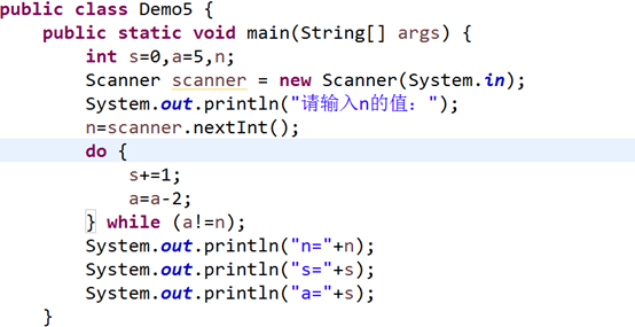 public class Demo5 {
public static void main(String[] args) {
int s=0,a=5,n;
Scanner scanner = new Scanner(System.in);
System.out.println("请输入n的值：");
n=scanner.nextInt();
do {
s+=1;
a=a-2;
} while (a!=n);
System.out.println("n="+n);
System.out.println("s="+s);
System.out.println("a="+s);
}